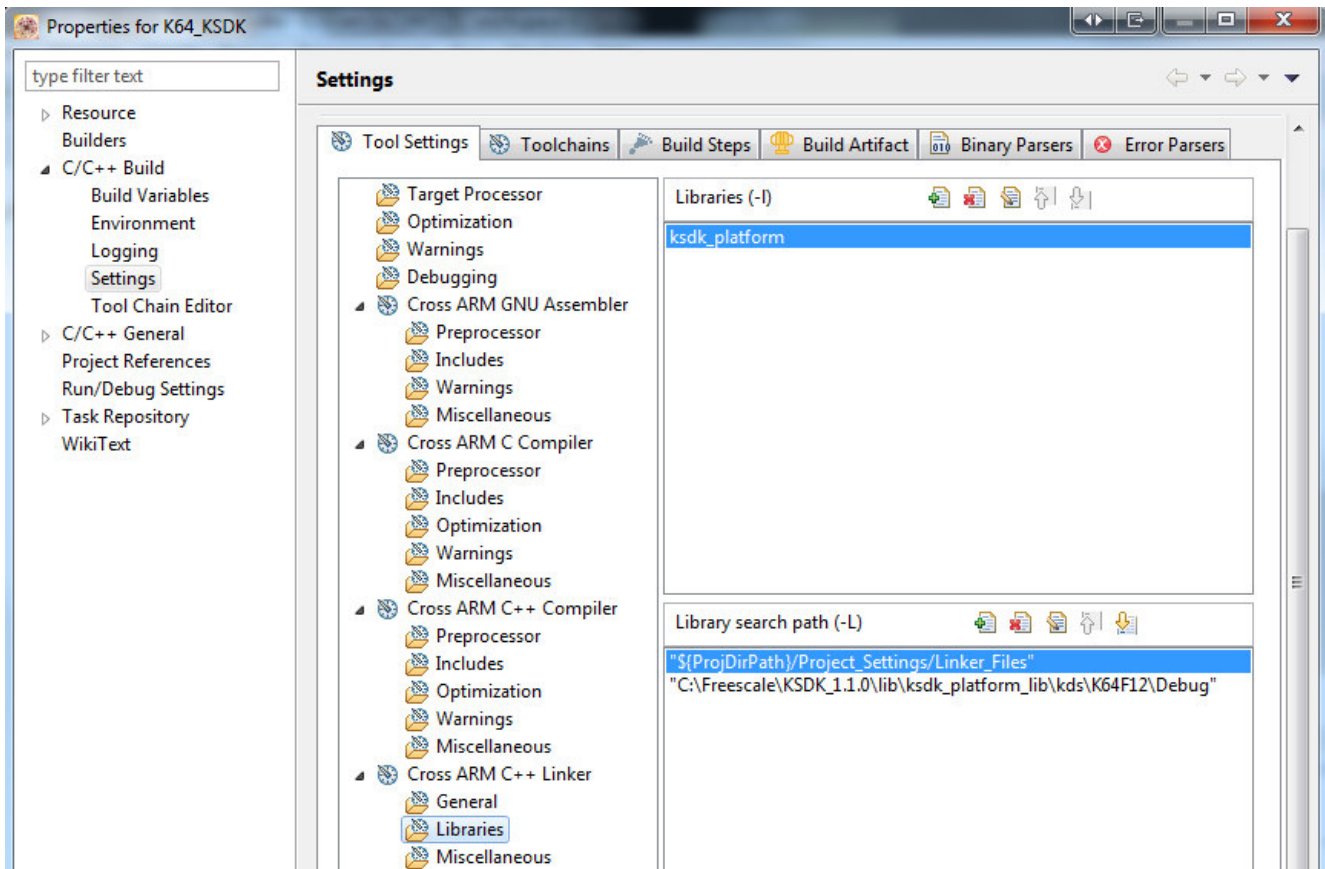 Properties for K64_KSDK
type filter text
Resource
Builders
C/C++ Build
Build Variables
Environment
Logging
Settings
Tool Chain Editor
C/C++ General
Project References
Run/Debug Settings
Task Repository
WikiText
Settings
Tool Settings
Toolchains
Build Steps
Build Artifact
Binary Parsers
Error Parsers
Target Processor
Optimization
Warnings
Debugging
Cross ARM GNU Assembler
Preprocessor
Includes
Warnings
Miscellaneous
Cross ARM C Compiler
Preprocessor
Includes
Optimization
Warnings
Miscellaneous
Cross ARM C++ Compiler
Preprocessor
Includes
Optimization
Warnings
Miscellaneous
Cross ARM C++ Linker
General
Libraries
Miscellaneous
Libraries (-l)
ksdk_platform
Library search path (-L)
"${ProjDirPath}/Project_Settings/Linker_Files"
"C:\Freescale\KSDK_1.1.0\lib\ksdk_platform_lib\kds\K64F12\Debug"